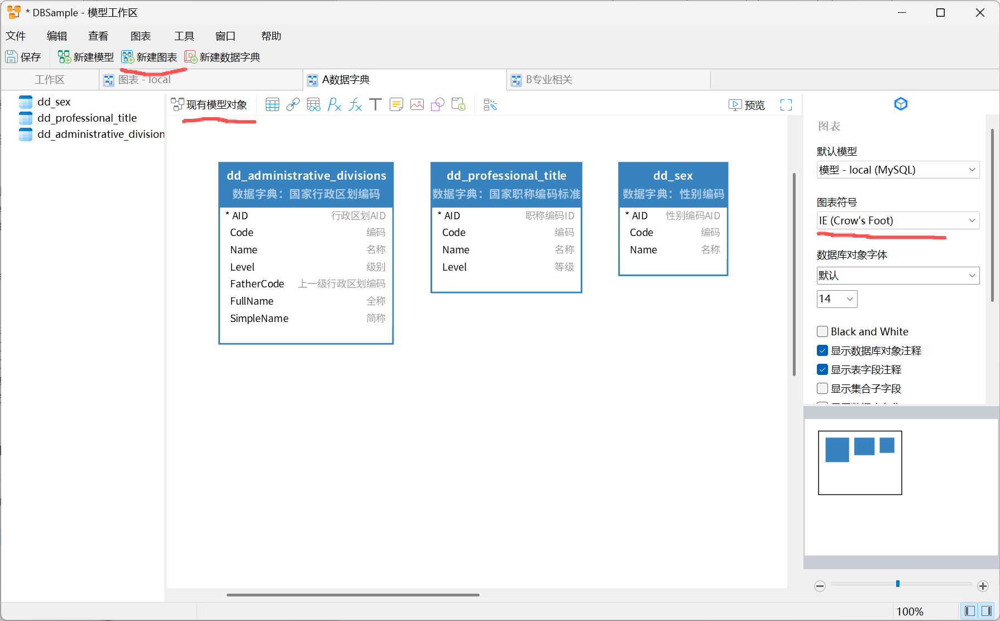 * DBSample - 模型工作区
文件 编辑 查看 图表 工具 窗口 帮助
保存 新建模型 新建图表 新建数据字典
工作区 图表 - local A数据字典 B专业相关
dd_sex
dd_professional_title
dd_administrative_division
现有模型对象 预览
dd_administrative_divisions
数据字典：国家行政区划编码
* AID 行政区划AID
Code 编码
Name 名称
Level 级别
FatherCode 上一级行政区划编码
FullName 全称
SimpleName 简称
dd_professional_title
数据字典：国家职称编码标准
* AID 职称编码ID
Code 编码
Name 名称
Level 等级
dd_sex
数据字典：性别编码
* AID 性别编码AID
Code 编码
Name 名称
图表
默认模型
模型 - local (MySQL)
图表符号
IE (Crow's Foot)
数据库对象字体
默认
14
Black and White
显示数据库对象注释
显示表字段注释
显示集合子字段
100%